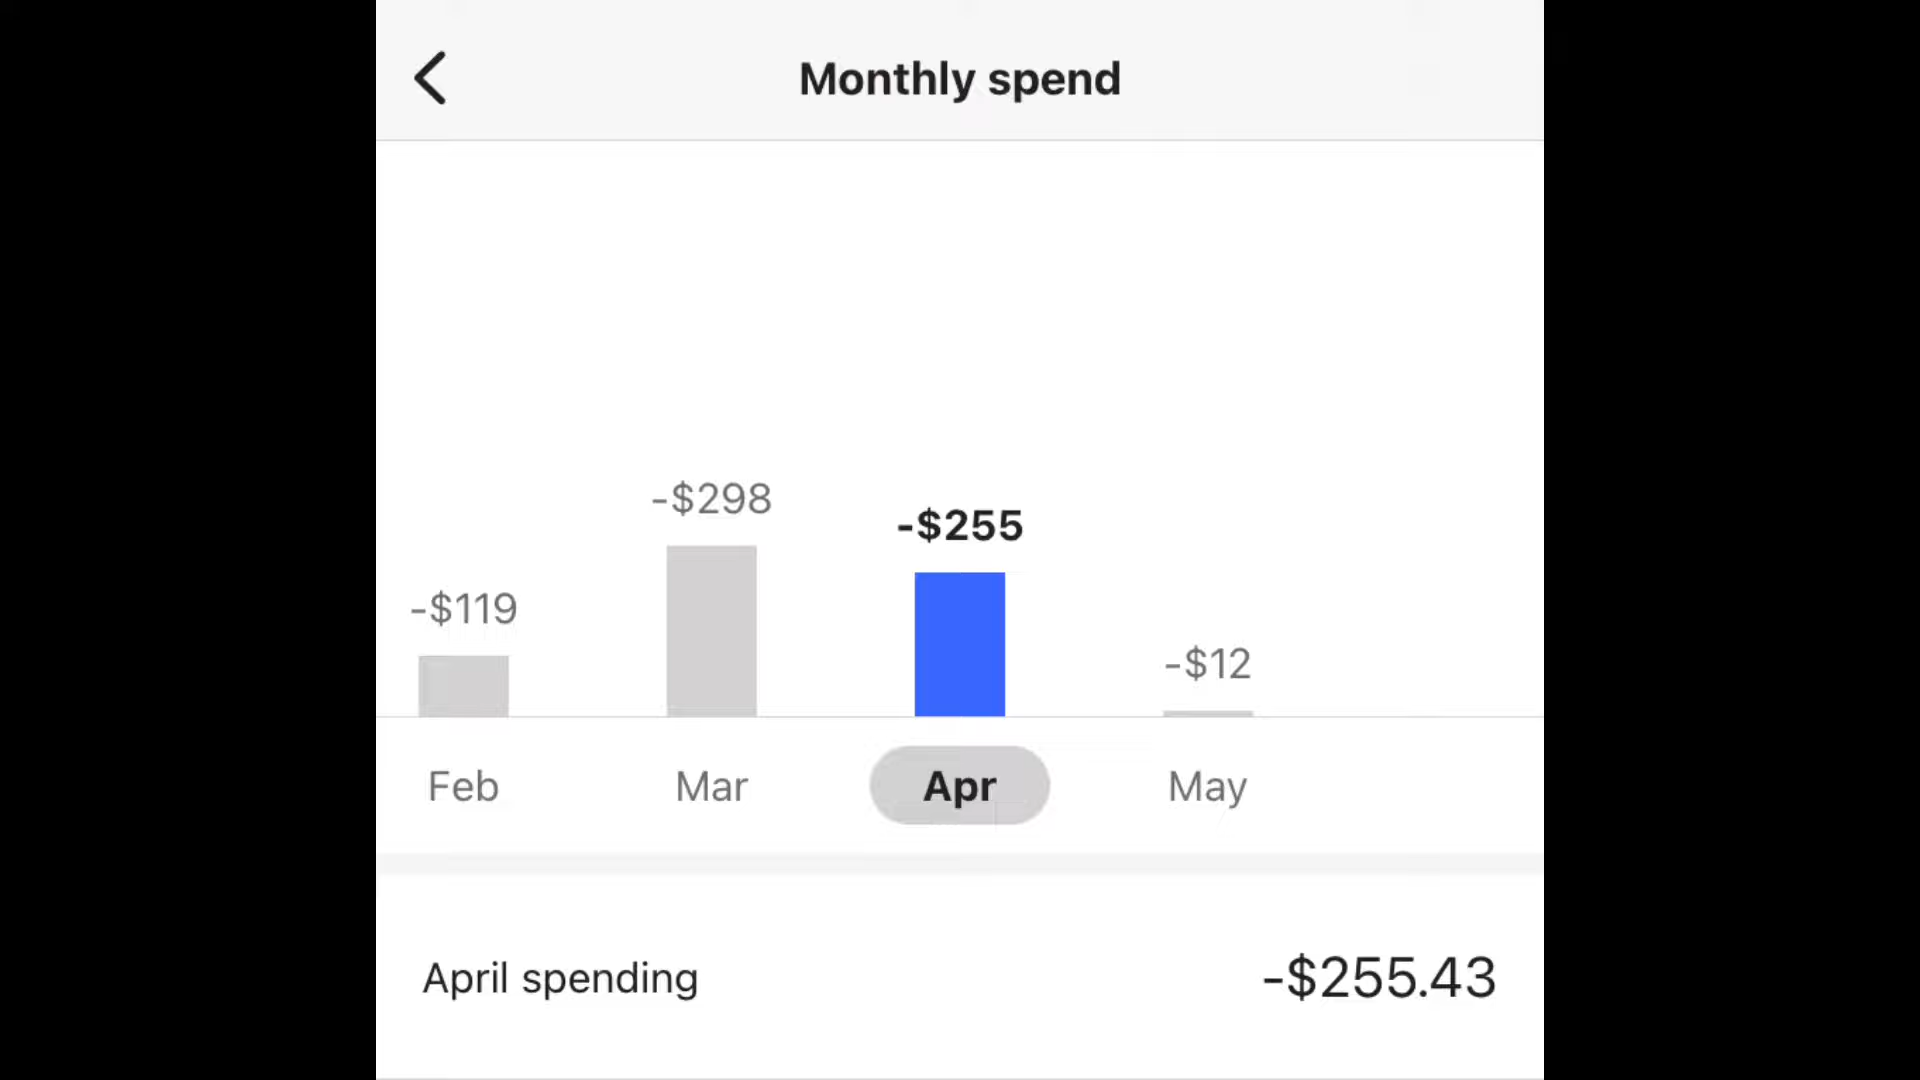 Monthly spend
-$119
-$298
-$255
-$12
Feb
Mar
Apr
May
April spending
-$255.43